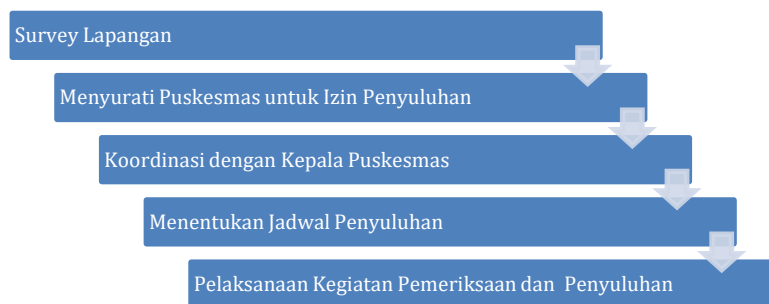 Survey Lapangan
Menyurati Puskesmas untuk Izin Penyuluhan
Koordinasi dengan Kepala Puskesmas
Menentukan Jadwal Penyuluhan
Pelaksanaan Kegiatan Pemeriksaan dan  Penyuluhan